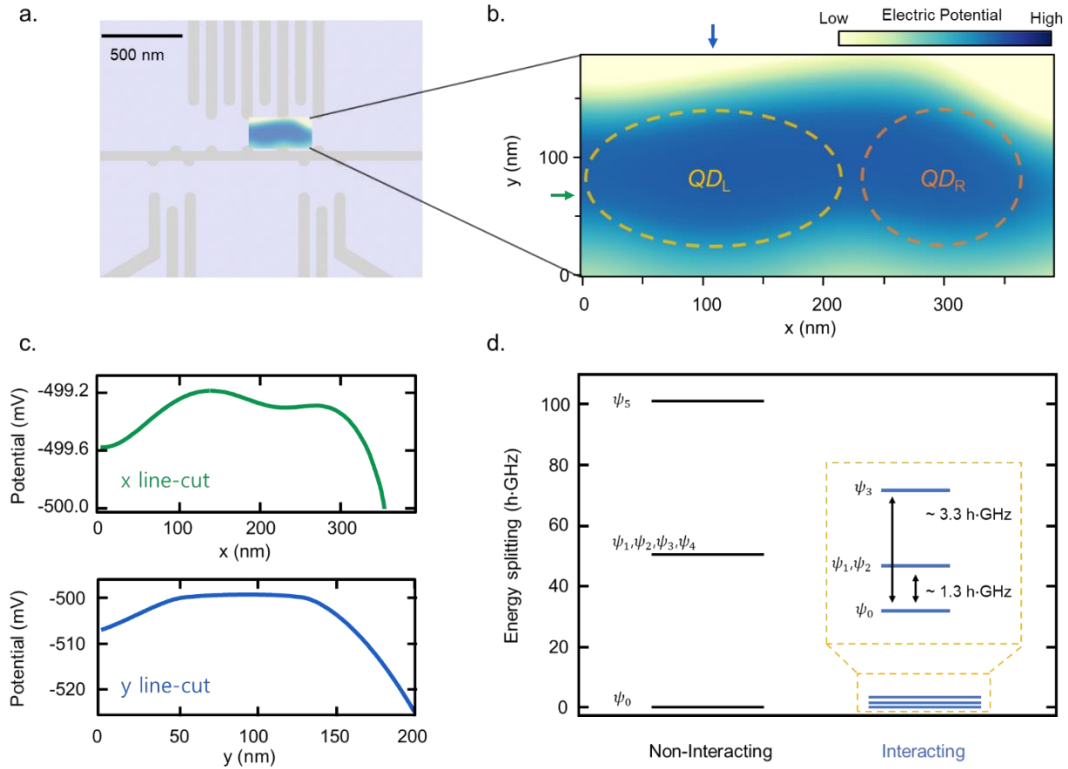 a.
500 nm
b.
Low Electric Potential High
y (nm)
100
0
QD_L
QD_R
0 100 200 300
x (nm)
c.
Potential (mV)
-499.2
-499.6
-500.0
x line-cut
0 100 200 300
x (nm)
Potential (mV)
-500
-510
-520
y line-cut
0 50 100 150 200
y (nm)
d.
Energy splitting (h·GHz)
100
80
60
40
20
0
ψ5
ψ1,ψ2,ψ3,ψ4
ψ0
ψ3
~ 3.3 h·GHz
ψ1,ψ2
~ 1.3 h·GHz
ψ0
Non-Interacting Interacting